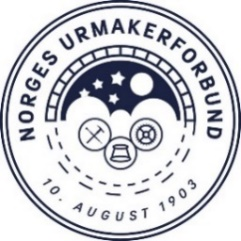 NORGES URMAKERFORBUND
10. AUGUST 1903